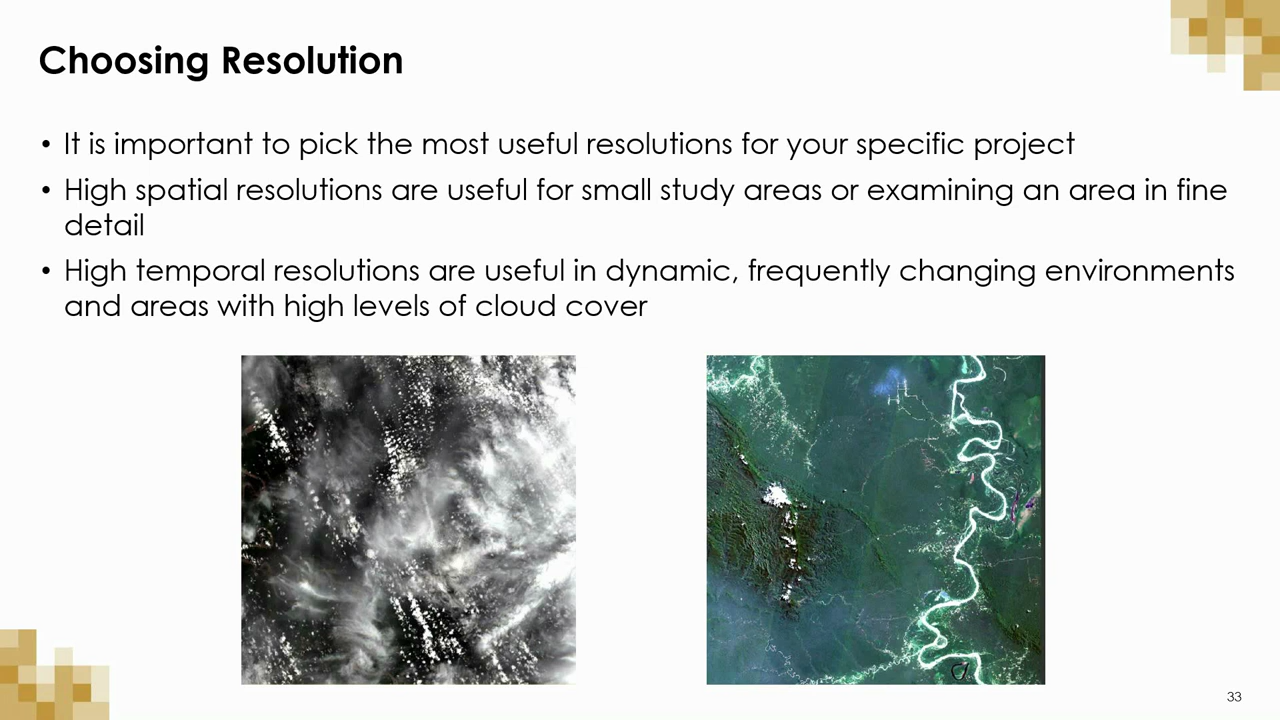 Choosing Resolution
• It is important to pick the most useful resolutions for your specific project
• High spatial resolutions are useful for small study areas or examining an area in fine
detail
• High temporal resolutions are useful in dynamic, frequently changing environments
and areas with high levels of cloud cover
33